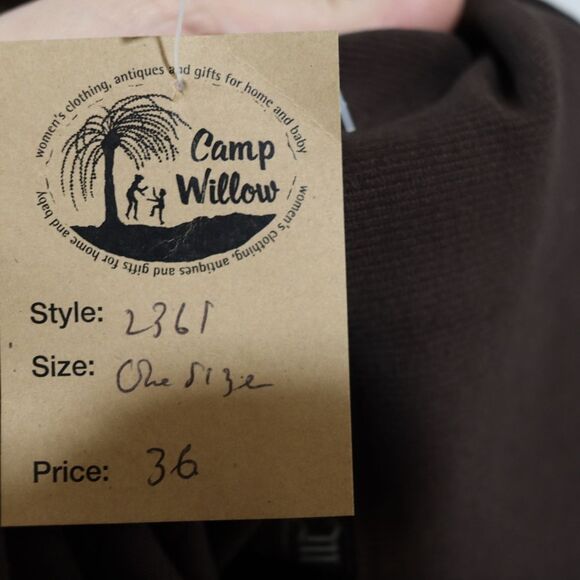 women's clothing, antiques and gifts for home and baby
Camp
Willow
women's clothing, antiques and gifts for home and baby
Style: 2361
Size: One Size
Price: 36